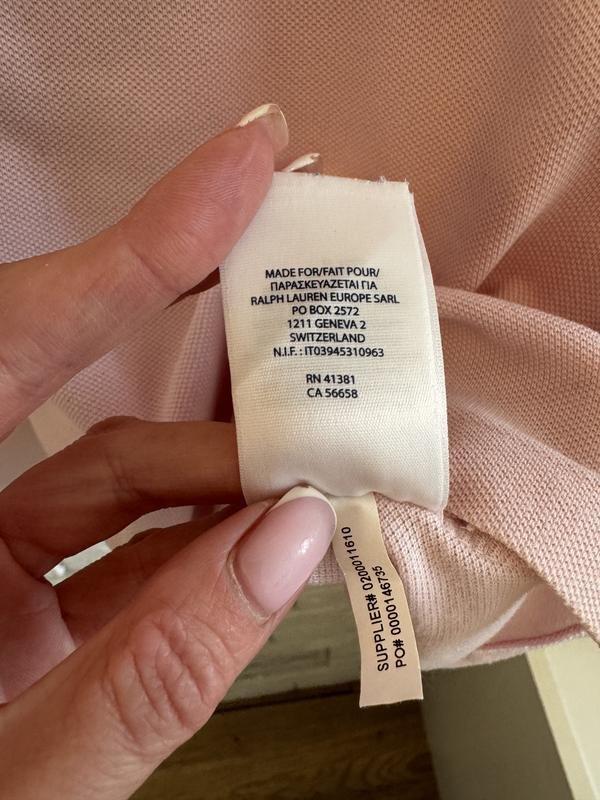 MADE FOR/FAIT POUR/
ΠΑΡΑΣΚΕΥΑΖΕΤΑΙ ΓΙΑ
RALPH LAUREN EUROPE SARL
PO BOX 2572
1211 GENEVA 2
SWITZERLAND
N.I.F. : IT03945310963
RN 41381
CA 56658
SUPPLIER# 0200011610
PO# 0000146735